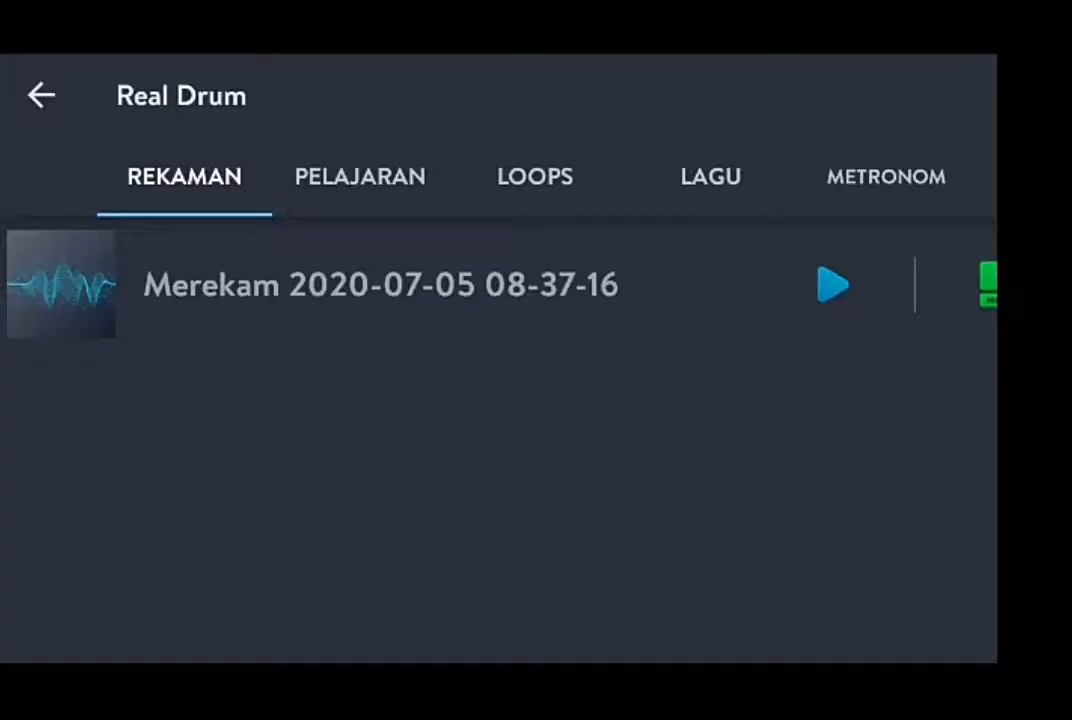 Real Drum
REKAMAN PELAJARAN LOOPS LAGU METRONOM
Merekam 2020-07-05 08-37-16